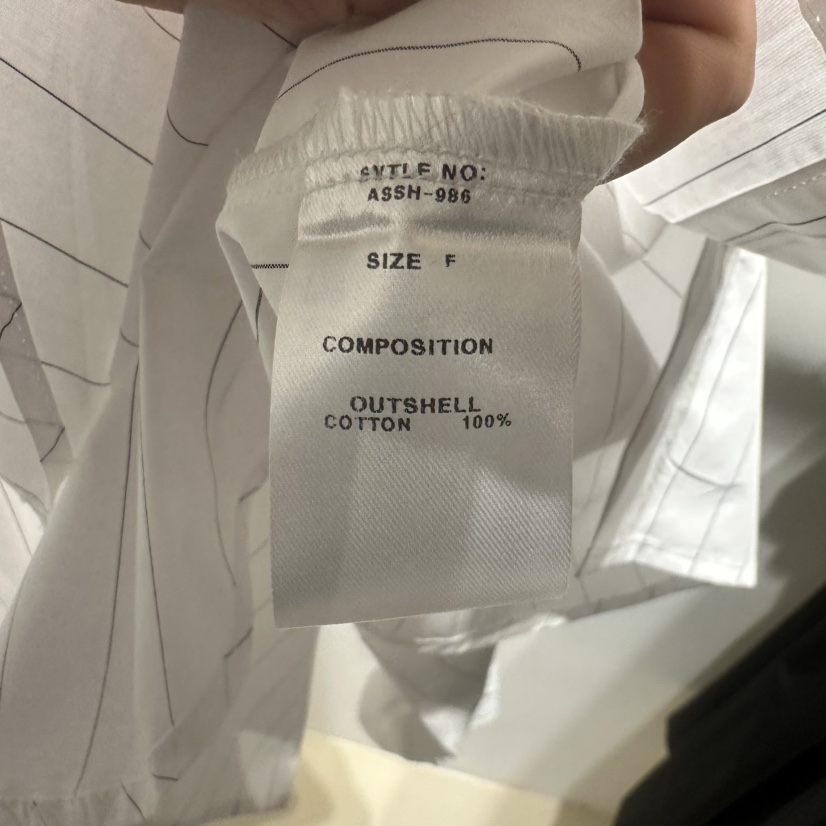 SYTLE NO:
ASSH-986
SIZE F
COMPOSITION
OUTSHELL
COTTON 100%